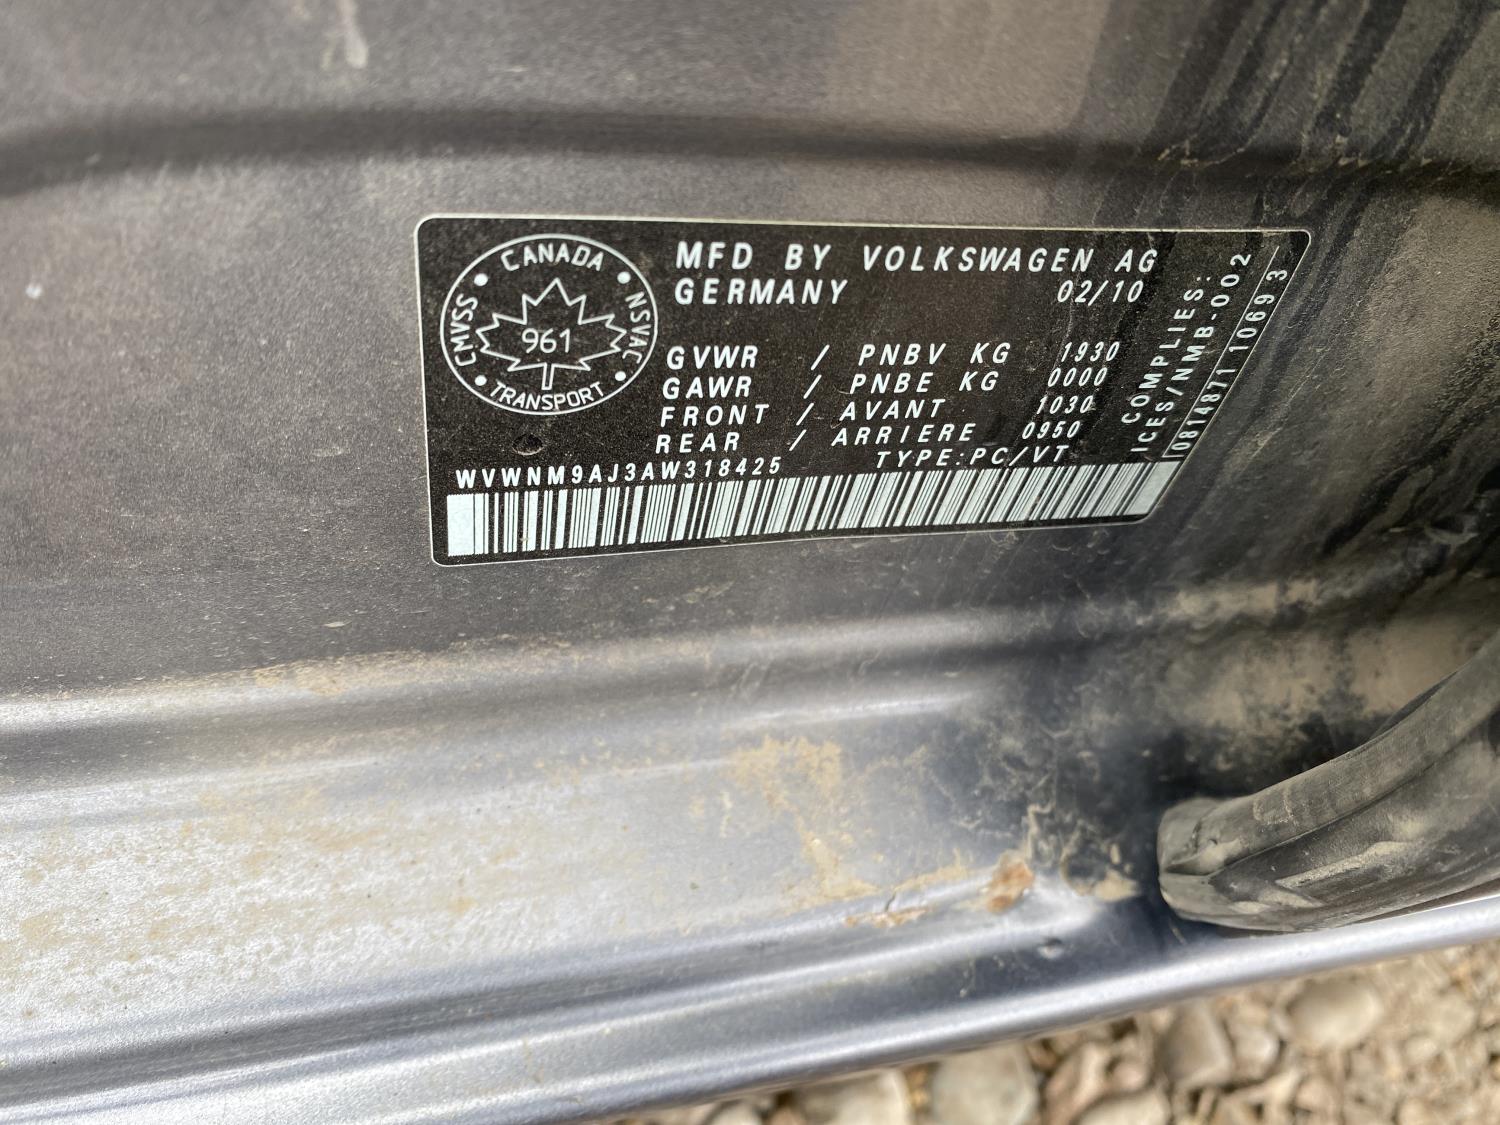 CANADA
CMVSS
NSVAC
961
TRANSPORT
MFD BY VOLKSWAGEN AG
GERMANY 02/10
GVWR / PNBV KG 1930
GAWR / PNBE KG 0000
FRONT / AVANT 1030
REAR / ARRIERE 0950
WVWNM9AJ3AW318425 TYPE:PC/VT
COMPLIES:
ICES/NMB-002
0814871 10693